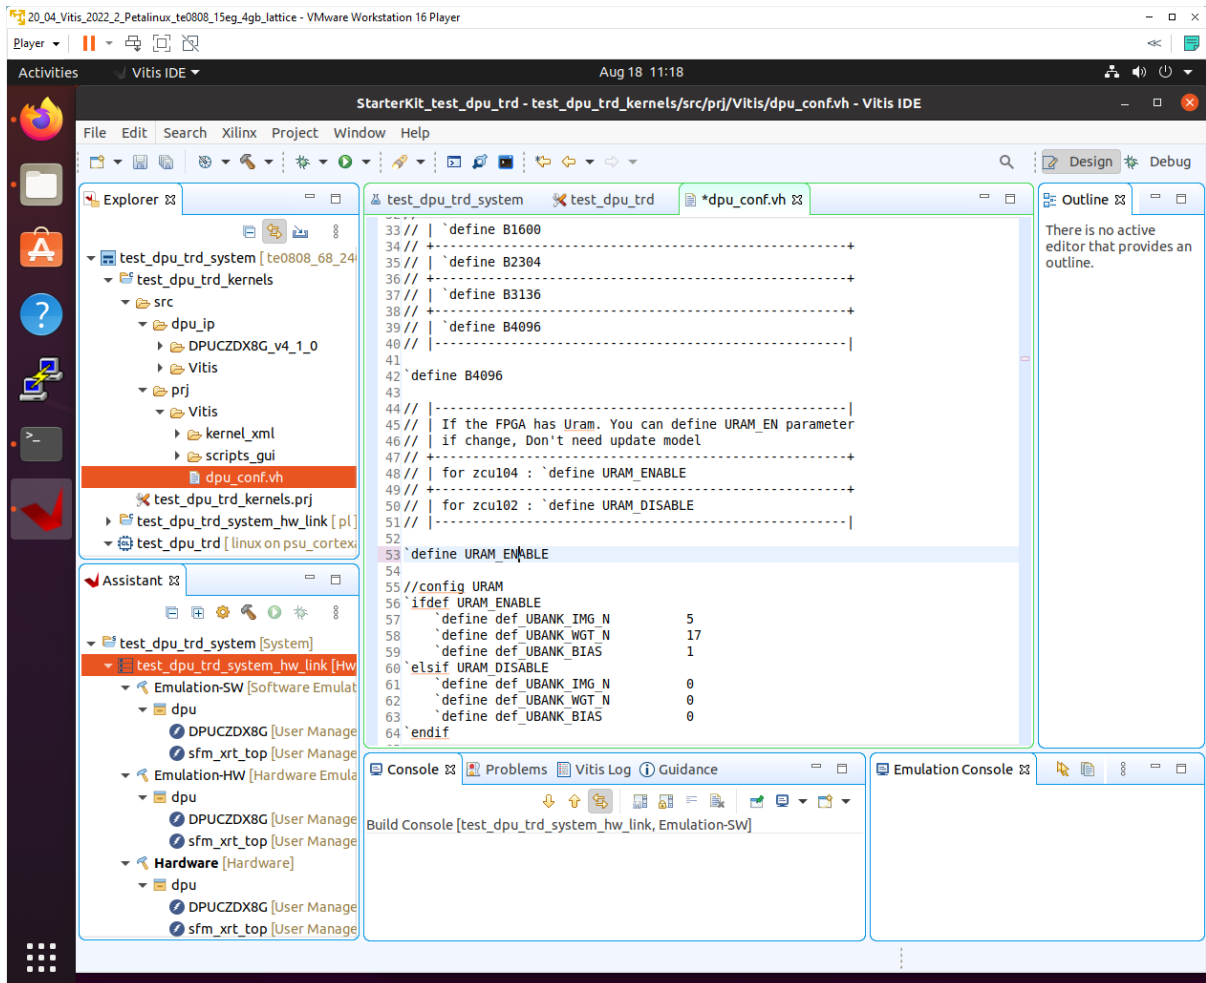 20_04_Vitis_2022_2_Petalinux_te0808_15eg_4gb_lattice - VMware Workstation 16 Player
Player
Activities
Vitis IDE
Aug 18 11:18
StarterKit_test_dpu_trd - test_dpu_trd_kernels/src/prj/Vitis/dpu_conf.vh - Vitis IDE
File Edit Search Xilinx Project Window Help
Design
Debug
Explorer
test_dpu_trd_system [ te0808_68_24
test_dpu_trd_kernels
src
dpu_ip
DPUCZDX8G_v4_1_0
Vitis
prj
Vitis
kernel_xml
scripts_gui
dpu_conf.vh
test_dpu_trd_kernels.prj
test_dpu_trd_system_hw_link [ pl ]
test_dpu_trd [ linux on psu_cortexa
test_dpu_trd_system
test_dpu_trd
*dpu_conf.vh
33 // | `define B1600
34 // +------------------------------------------------------+
35 // | `define B2304
36 // +------------------------------------------------------+
37 // | `define B3136
38 // +------------------------------------------------------+
39 // | `define B4096
40 // |------------------------------------------------------|
41
42 `define B4096
43
44 // |------------------------------------------------------|
45 // | If the FPGA has Uram. You can define URAM_EN parameter
46 // | if change, Don't need update model
47 // +------------------------------------------------------+
48 // | for zcu104 : `define URAM_ENABLE
49 // +------------------------------------------------------+
50 // | for zcu102 : `define URAM_DISABLE
51 // |------------------------------------------------------|
52
53 `define URAM_ENABLE
54
55 //config URAM
56 `ifdef URAM_ENABLE
57 `define def_UBANK_IMG_N 5
58 `define def_UBANK_WGT_N 17
59 `define def_UBANK_BIAS 1
60 `elsif URAM_DISABLE
61 `define def_UBANK_IMG_N 0
62 `define def_UBANK_WGT_N 0
63 `define def_UBANK_BIAS 0
64 `endif
Outline
There is no active
editor that provides an
outline.
Assistant
test_dpu_trd_system [System]
test_dpu_trd_system_hw_link [Hw
Emulation-SW [Software Emulat
dpu
DPUCZDX8G [User Manage
sfm_xrt_top [User Manage
Emulation-HW [Hardware Emula
dpu
DPUCZDX8G [User Manage
sfm_xrt_top [User Manage
Hardware [Hardware]
dpu
DPUCZDX8G [User Manage
sfm_xrt_top [User Manage
Console
Problems
Vitis Log
Guidance
Build Console [test_dpu_trd_system_hw_link, Emulation-SW]
Emulation Console